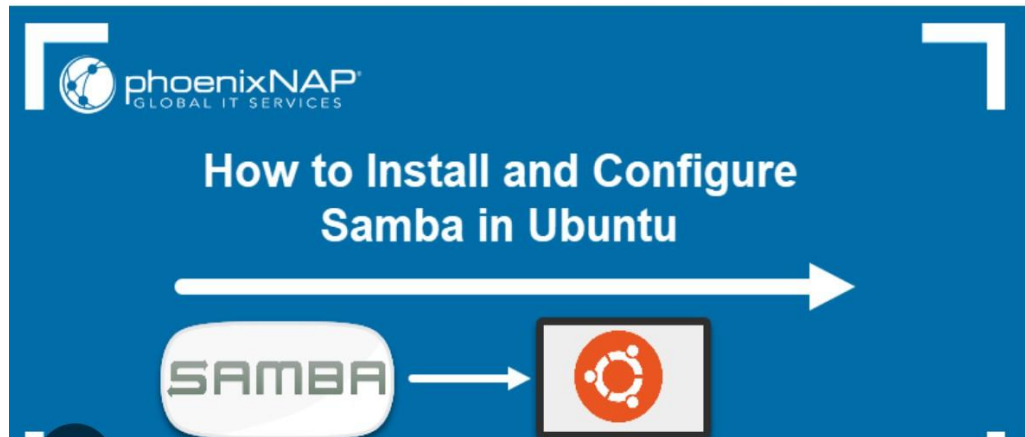 phoenixNAP®
GLOBAL IT SERVICES
How to Install and Configure
Samba in Ubuntu
SAMBA